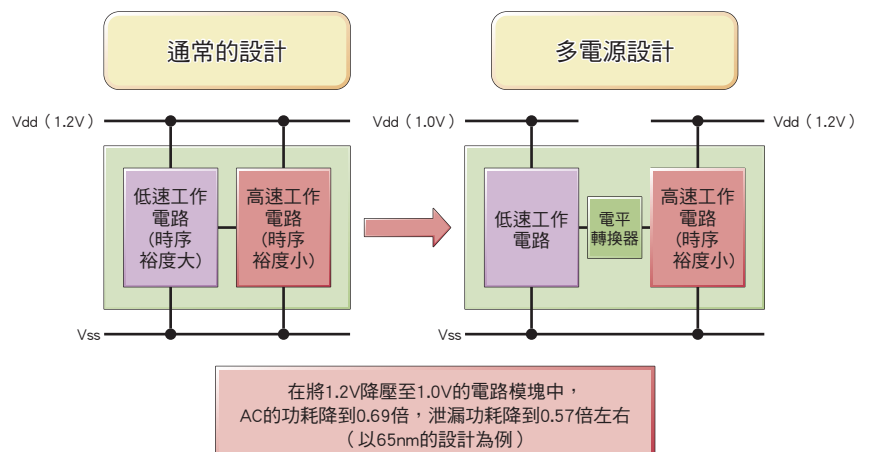 通常的設計
多電源設計
Vdd（1.2V）
Vdd（1.0V）
Vdd（1.2V）
低速工作
電路
(時序
裕度大)
高速工作
電路
(時序
裕度小)
低速工作
電路
電平
轉換器
高速工作
電路
(時序
裕度小)
Vss
Vss
在將1.2V降壓至1.0V的電路模塊中，
AC的功耗降到0.69倍，泄漏功耗降到0.57倍左右
（以65nm的設計為例）